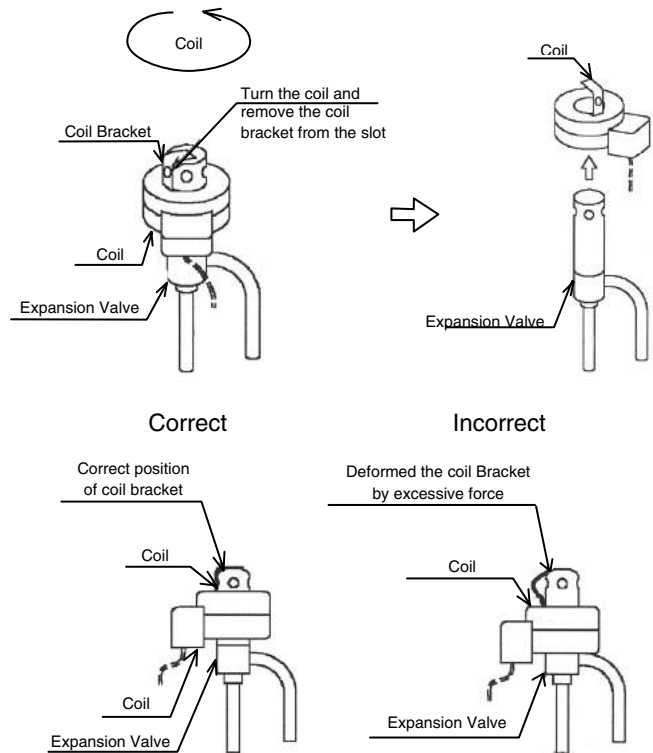 Coil
Turn the coil and
remove the coil
bracket from the slot
Coil Bracket
Coil
Expansion Valve
Coil
Expansion Valve
Correct
Incorrect
Correct position
of coil bracket
Coil
Coil
Expansion Valve
Deformed the coil Bracket
by excessive force
Coil
Expansion Valve